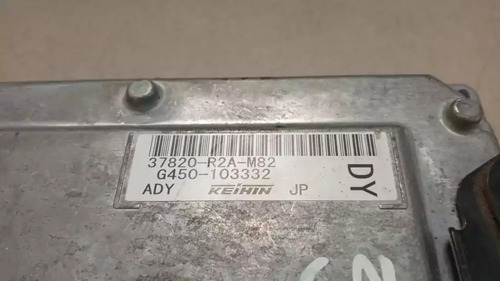 37820-R2A-M82
G450-103332
ADY KEIHIN JP
DY